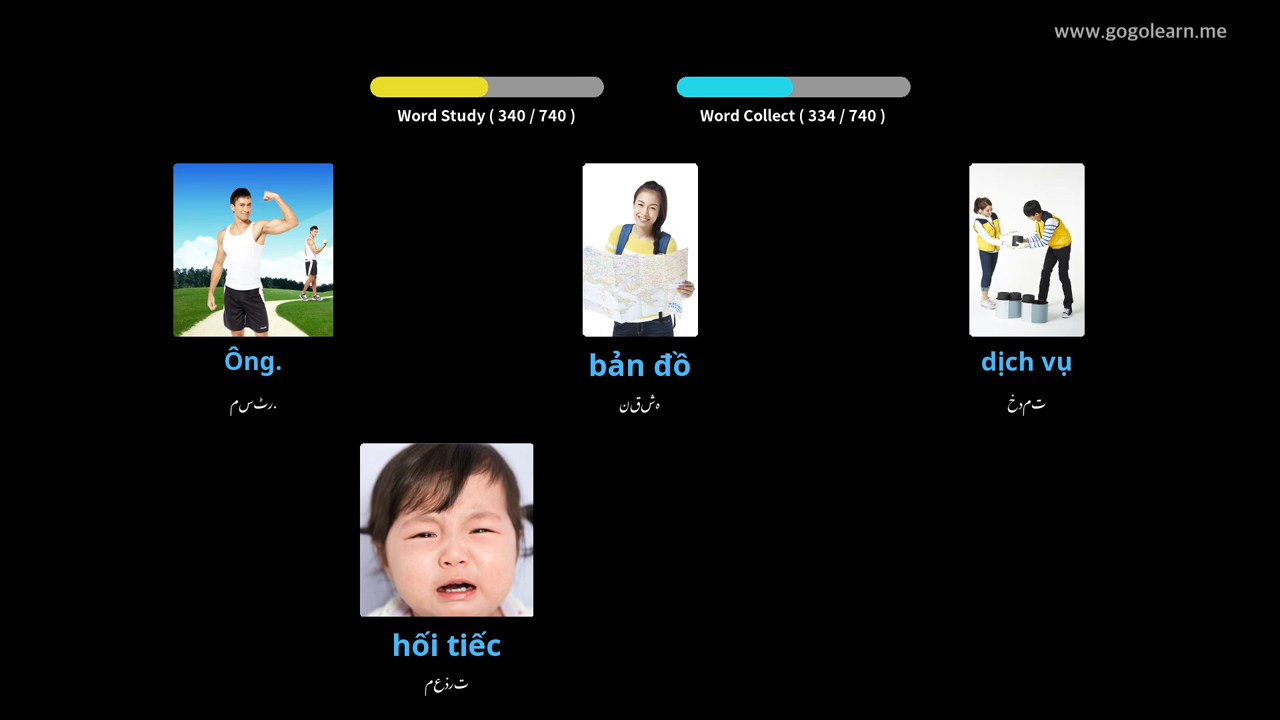 www.gogolearn.me
Word Study ( 340 / 740 )
Word Collect ( 334 / 740 )
Ông.
bản đồ
dịch vụ
مسٹر.
نقشہ
خدمت
hối tiếc
معذرت